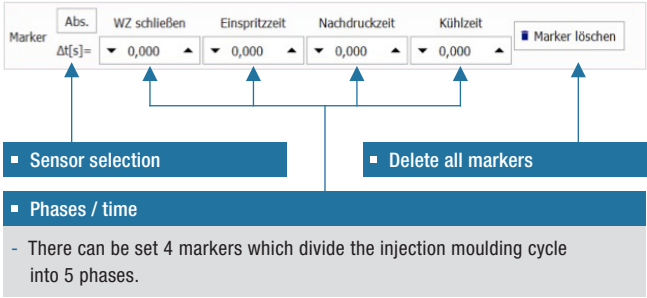 Marker
Abs. WZ schließen Einspritzzeit Nachdruckzeit Kühlzeit
Marker löschen
Δt[s]= 0,000 0,000 0,000 0,000
Sensor selection
Delete all markers
Phases / time
- There can be set 4 markers which divide the injection moulding cycle
into 5 phases.